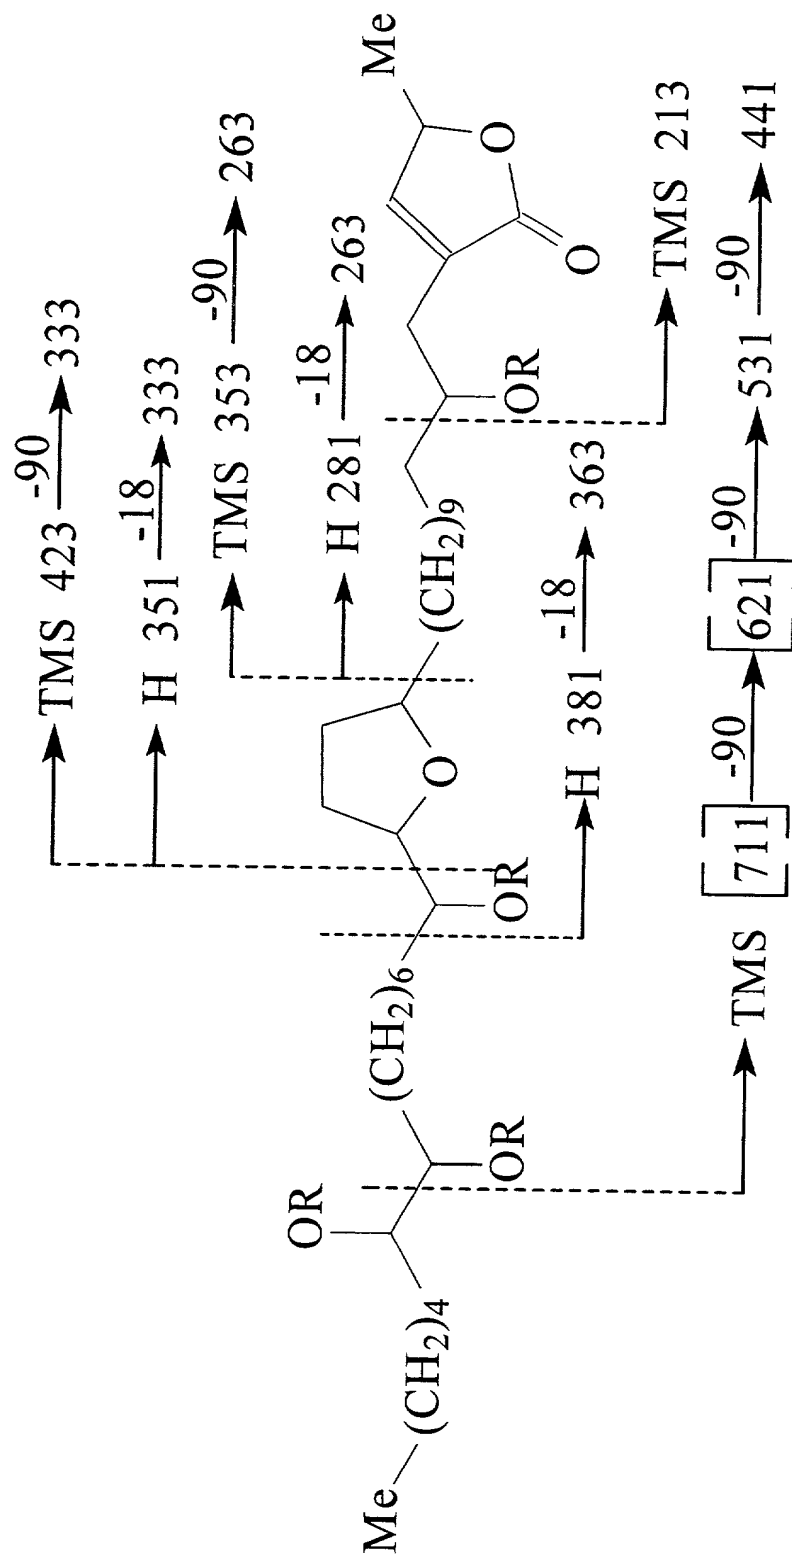 TMS 423 -90 333
H 351 -18 333
TMS 353 -90 263
H 281 -18 263
Me (CH2)4 OR OR (CH2)6 OR O (CH2)9 OR O O Me
H 381 -18 363
TMS 213
TMS [711] -90 [621] -90 531 -90 441